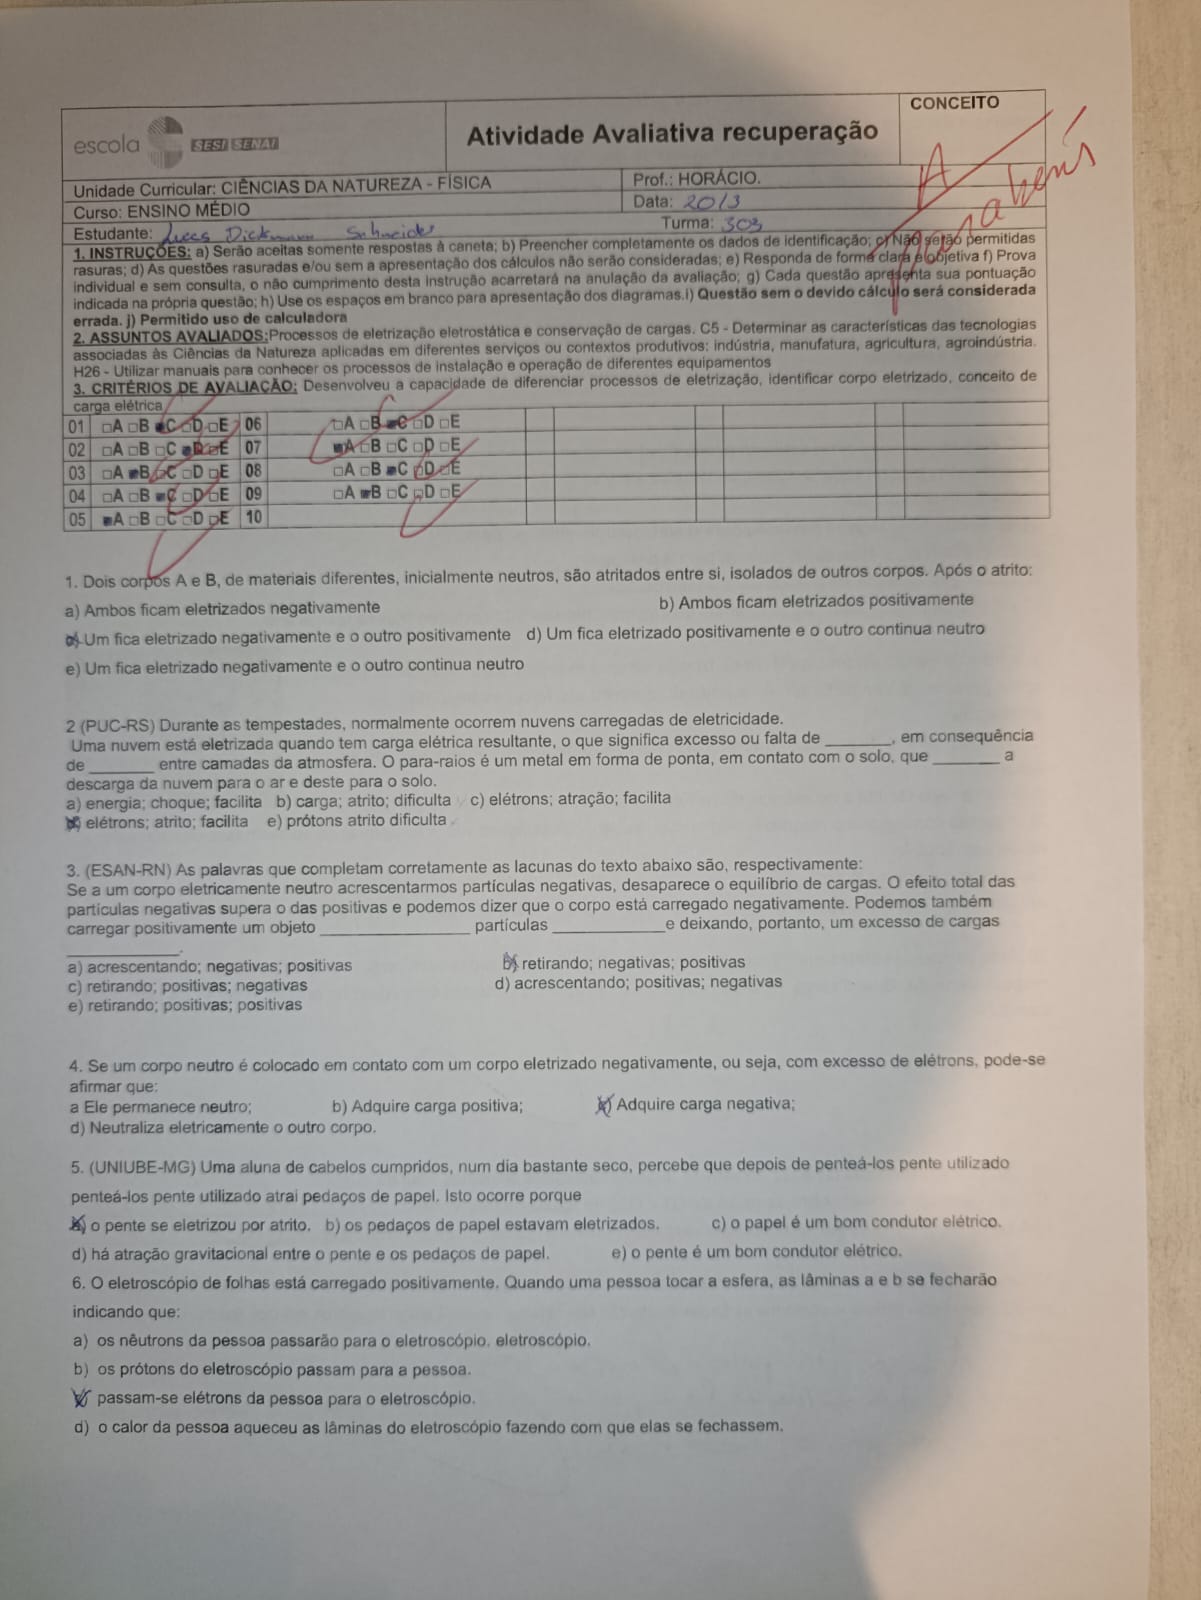 escola SESI SENAI
Atividade Avaliativa recuperação
CONCEITO
A
parabéns
Unidade Curricular: CIÊNCIAS DA NATUREZA - FÍSICA
Prof.: HORÁCIO.
Curso: ENSINO MÉDIO
Data: 20/3
Estudante: Lucas Dickmann Schneider
Turma: 303
1. INSTRUÇÕES: a) Serão aceitas somente respostas à caneta; b) Preencher completamente os dados de identificação; c) Não serão permitidas
rasuras; d) As questões rasuradas e/ou sem a apresentação dos cálculos não serão consideradas; e) Responda de forma clara e objetiva f) Prova
individual e sem consulta, o não cumprimento desta instrução acarretará na anulação da avaliação; g) Cada questão apresenta sua pontuação
indicada na própria questão; h) Use os espaços em branco para apresentação dos diagramas.i) Questão sem o devido cálculo será considerada
errada. j) Permitido uso de calculadora
2. ASSUNTOS AVALIADOS:Processos de eletrização eletrostática e conservação de cargas. C5 - Determinar as características das tecnologias
associadas às Ciências da Natureza aplicadas em diferentes serviços ou contextos produtivos: indústria, manufatura, agricultura, agroindústria.
H26 - Utilizar manuais para conhecer os processos de instalação e operação de diferentes equipamentos
3. CRITÉRIOS DE AVALIAÇÃO: Desenvolveu a capacidade de diferenciar processos de eletrização, identificar corpo eletrizado, conceito de
carga elétrica
01 □A □B ■C □D □E 06 □A □B ■C □D □E
02 □A □B □C ■D □E 07 ■A □B □C □D □E
03 □A ■B □C □D □E 08 □A □B ■C □D □E
04 □A □B ■C □D □E 09 □A ■B □C □D □E
05 ■A □B □C □D □E 10
1. Dois corpos A e B, de materiais diferentes, inicialmente neutros, são atritados entre si, isolados de outros corpos. Após o atrito:
a) Ambos ficam eletrizados negativamente b) Ambos ficam eletrizados positivamente
c) Um fica eletrizado negativamente e o outro positivamente d) Um fica eletrizado positivamente e o outro continua neutro
e) Um fica eletrizado negativamente e o outro continua neutro
2 (PUC-RS) Durante as tempestades, normalmente ocorrem nuvens carregadas de eletricidade.
Uma nuvem está eletrizada quando tem carga elétrica resultante, o que significa excesso ou falta de _______, em consequência
de _______ entre camadas da atmosfera. O para-raios é um metal em forma de ponta, em contato com o solo, que _______ a
descarga da nuvem para o ar e deste para o solo.
a) energia; choque; facilita b) carga; atrito; dificulta c) elétrons; atração; facilita
d) elétrons; atrito; facilita e) prótons atrito dificulta
3. (ESAN-RN) As palavras que completam corretamente as lacunas do texto abaixo são, respectivamente:
Se a um corpo eletricamente neutro acrescentarmos partículas negativas, desaparece o equilíbrio de cargas. O efeito total das
partículas negativas supera o das positivas e podemos dizer que o corpo está carregado negativamente. Podemos também
carregar positivamente um objeto ________________ partículas ____________e deixando, portanto, um excesso de cargas
____________.
a) acrescentando; negativas; positivas b) retirando; negativas; positivas
c) retirando; positivas; negativas d) acrescentando; positivas; negativas
e) retirando; positivas; positivas
4. Se um corpo neutro é colocado em contato com um corpo eletrizado negativamente, ou seja, com excesso de elétrons, pode-se
afirmar que:
a Ele permanece neutro; b) Adquire carga positiva; c) Adquire carga negativa;
d) Neutraliza eletricamente o outro corpo.
5. (UNIUBE-MG) Uma aluna de cabelos cumpridos, num dia bastante seco, percebe que depois de penteá-los pente utilizado
penteá-los pente utilizado atrai pedaços de papel. Isto ocorre porque
a) o pente se eletrizou por atrito. b) os pedaços de papel estavam eletrizados. c) o papel é um bom condutor elétrico.
d) há atração gravitacional entre o pente e os pedaços de papel. e) o pente é um bom condutor elétrico.
6. O eletroscópio de folhas está carregado positivamente. Quando uma pessoa tocar a esfera, as lâminas a e b se fecharão
indicando que:
a) os nêutrons da pessoa passarão para o eletroscópio. eletroscópio.
b) os prótons do eletroscópio passam para a pessoa.
c) passam-se elétrons da pessoa para o eletroscópio.
d) o calor da pessoa aqueceu as lâminas do eletroscópio fazendo com que elas se fechassem.